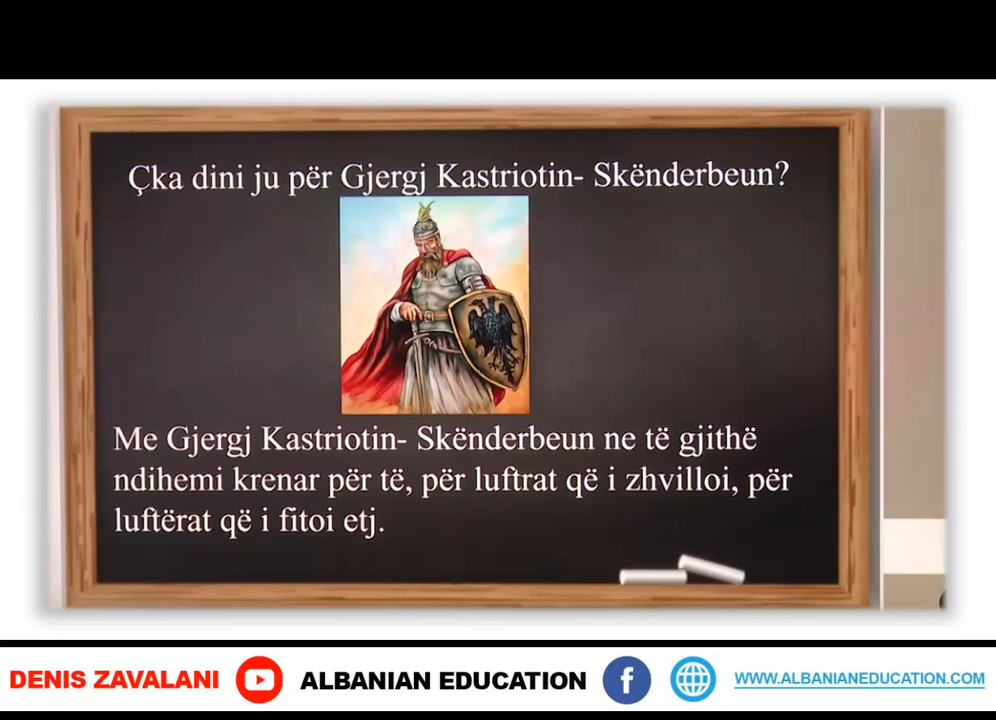 Çka dini ju për Gjergj Kastriotin- Skënderbeun?
Me Gjergj Kastriotin- Skënderbeun ne të gjithë
ndihemi krenar për të, për luftrat që i zhvilloi, për
luftërat që i fitoi etj.
DENIS ZAVALANI
ALBANIAN EDUCATION
WWW.ALBANIANEDUCATION.COM